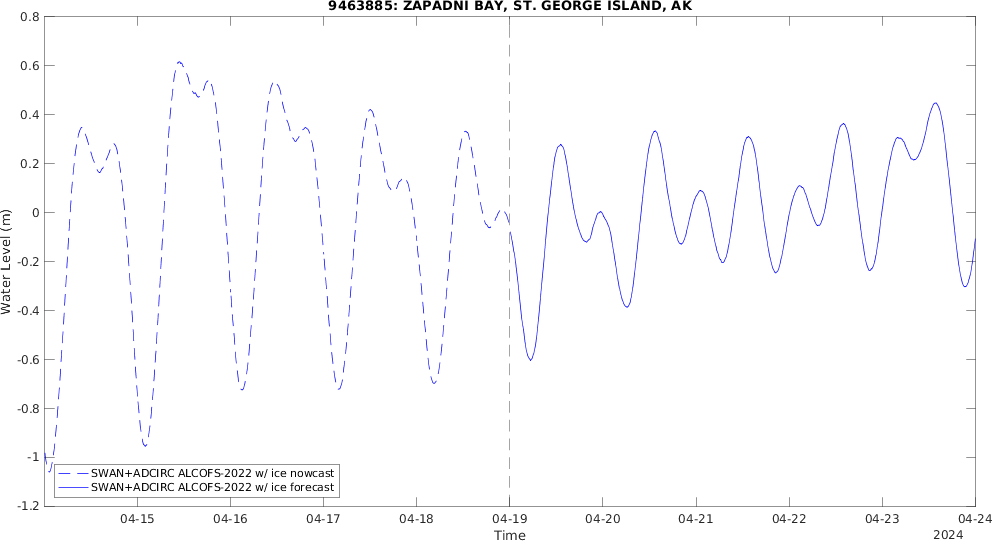 9463885: ZAPADNI BAY, ST. GEORGE ISLAND, AK
0.8
0.6
0.4
0.2
0
-0.2
-0.4
-0.6
-0.8
-1
-1.2
Water Level (m)
SWAN+ADCIRC ALCOFS-2022 w/ ice nowcast
SWAN+ADCIRC ALCOFS-2022 w/ ice forecast
04-15 04-16 04-17 04-18 04-19 04-20 04-21 04-22 04-23 04-24
Time
2024